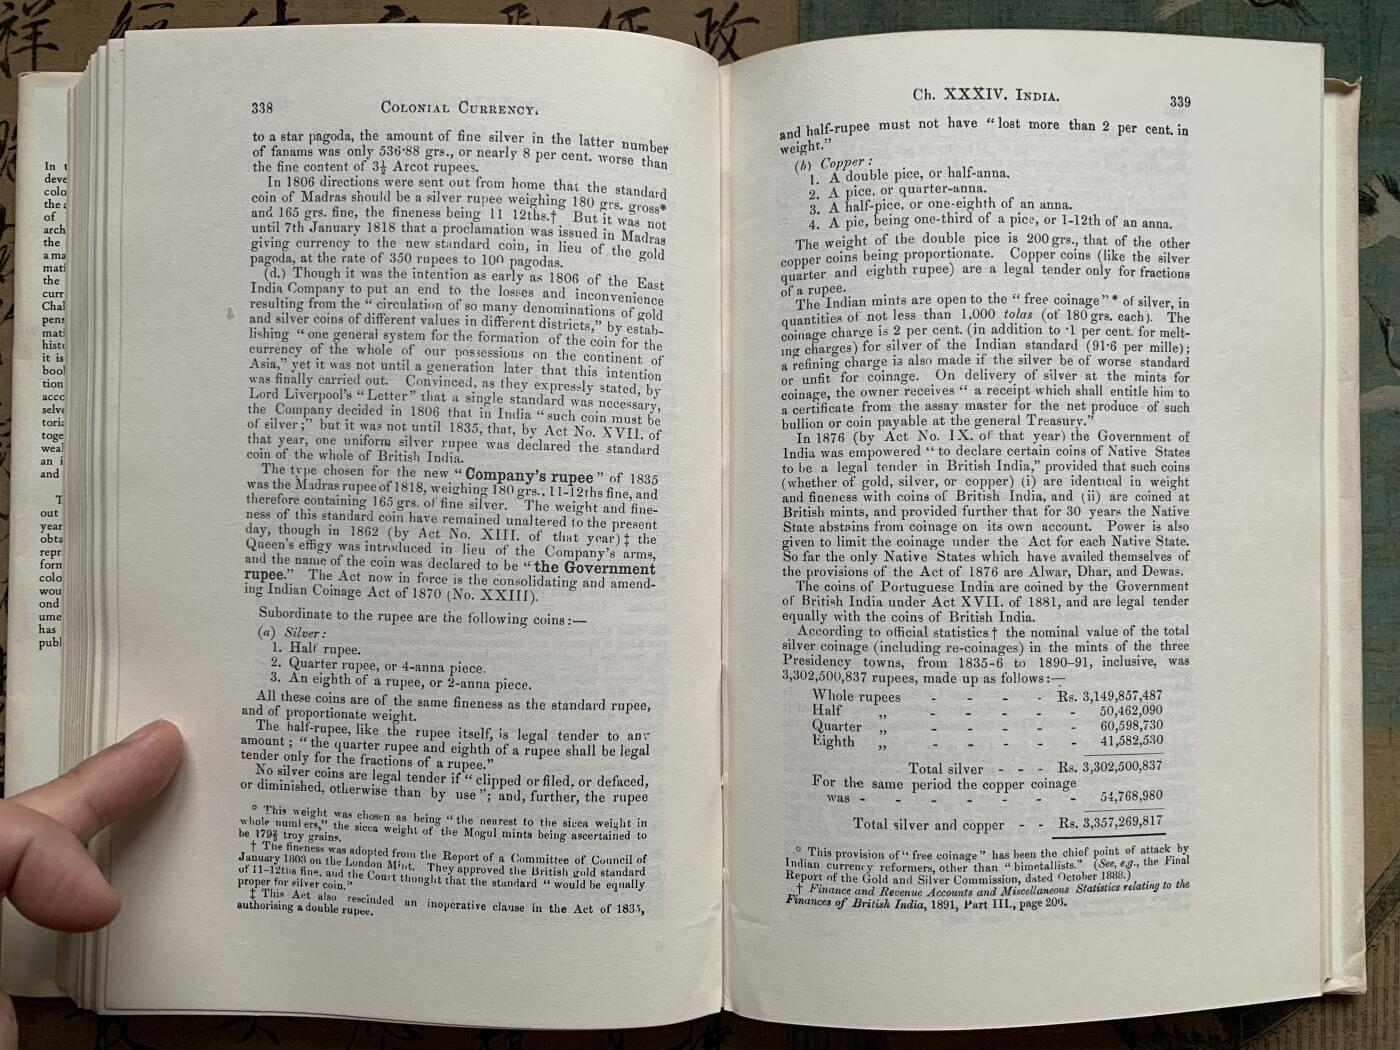 祥
政
In t
deve
colo
the a
of
arch
the
a ma
mati
the
curr
Chal
pens
mati
histo
it is
bool
tion
acco
selve
toria
toge
weal
an i
and
T
out
year
obta
repr
form
colo
wou
ond
ume
has
publ
338 COLONIAL CURRENCY.
to a star pagoda, the amount of fine silver in the latter number
of fanams was only 536·88 grs., or nearly 8 per cent. worse than
the fine content of 3½ Arcot rupees.
In 1806 directions were sent out from home that the standard
coin of Madras should be a silver rupee weighing 180 grs. gross*
and 165 grs. fine, the fineness being 11 12ths.† But it was not
until 7th January 1818 that a proclamation was issued in Madras
giving currency to the new standard coin, in lieu of the gold
pagoda, at the rate of 350 rupees to 100 pagodas.
(d.) Though it was the intention as early as 1806 of the East
India Company to put an end to the losses and inconvenience
resulting from the “ circulation of so many denominations of gold
and silver coins of different values in different districts,” by estab-
lishing “ one general system for the formation of the coin for the
currency of the whole of our possessions on the continent of
Asia,” yet it was not until a generation later that this intention
was finally carried out. Convinced, as they expressly stated, by
Lord Liverpool's “ Letter” that a single standard was necessary,
the Company decided in 1806 that in India “ such coin must be
of silver;” but it was not until 1835, that, by Act No. XVII. of
that year, one uniform silver rupee was declared the standard
coin of the whole of British India.
The type chosen for the new “ Company's rupee ” of 1835
was the Madras rupee of 1818, weighing 180 grs., 11-12ths fine, and
therefore containing 165 grs. of fine silver. The weight and fine-
ness of this standard coin have remained unaltered to the present
day, though in 1862 (by Act No. XIII. of that year)‡ the
Queen's effigy was introduced in lieu of the Company's arms,
and the name of the coin was declared to be “ the Government
rupee.” The Act now in force is the consolidating and amend-
ing Indian Coinage Act of 1870 (No. XXIII).
Subordinate to the rupee are the following coins:—
(a) Silver:
1. Half rupee.
2. Quarter rupee, or 4-anna piece.
3. An eighth of a rupee, or 2-anna piece.
All these coins are of the same fineness as the standard rupee,
and of proportionate weight.
The half-rupee, like the rupee itself, is legal tender to any
amount ; “ the quarter rupee and eighth of a rupee shall be legal
tender only for the fractions of a rupee.”
No silver coins are legal tender if “ clipped or filed, or defaced,
or diminished, otherwise than by use ”; and, further, the rupee
* This weight was chosen as being “ the nearest to the sicca weight in
whole numbers,” the sicca weight of the Mogul mints being ascertained to
be 179⅔ troy grains.
† The fineness was adopted from the Report of a Committee of Council of
January 1803 on the London Mint. They approved the British gold standard
of 11-12ths fine, and the Court thought that the standard “ would be equally
proper for silver coin.”
‡ This Act also rescinded an inoperative clause in the Act of 1835,
authorising a double rupee.
Ch. XXXIV. INDIA. 339
and half-rupee must not have “ lost more than 2 per cent. in
weight.”
(b) Copper :
1. A double pice, or half-anna.
2. A pice, or quarter-anna.
3. A half-pice, or one-eighth of an anna.
4. A pie, being one-third of a pice, or 1-12th of an anna.
The weight of the double pice is 200 grs., that of the other
copper coins being proportionate. Copper coins (like the silver
quarter and eighth rupee) are a legal tender only for fractions
of a rupee.
The Indian mints are open to the “ free coinage”* of silver, in
quantities of not less than 1,000 tolas (of 180 grs. each). The
coinage charge is 2 per cent. (in addition to ·1 per cent. for melt-
ing charges) for silver of the Indian standard (91·6 per mille);
a refining charge is also made if the silver be of worse standard
or unfit for coinage. On delivery of silver at the mints for
coinage, the owner receives “ a receipt which shall entitle him to
a certificate from the assay master for the net produce of such
bullion or coin payable at the general Treasury.”
In 1876 (by Act No. IX. of that year) the Government of
India was empowered “ to declare certain coins of Native States
to be a legal tender in British India,” provided that such coins
(whether of gold, silver, or copper) (i) are identical in weight
and fineness with coins of British India, and (ii) are coined at
British mints, and provided further that for 30 years the Native
State abstains from coinage on its own account. Power is also
given to limit the coinage under the Act for each Native State.
So far the only Native States which have availed themselves of
the provisions of the Act of 1876 are Alwar, Dhar, and Dewas.
The coins of Portuguese India are coined by the Government
of British India under Act XVII. of 1881, and are legal tender
equally with the coins of British India.
According to official statistics † the nominal value of the total
silver coinage (including re-coinages) in the mints of the three
Presidency towns, from 1835-6 to 1890-91, inclusive, was
3,302,500,837 rupees, made up as follows:—
Whole rupees - - - - Rs. 3,149,857,487
Half „ - - - - - 50,462,090
Quarter „ - - - - - 60,598,730
Eighth „ - - - - - 41,582,530
Total silver - - - Rs. 3,302,500,837
For the same period the copper coinage
was - - - - - - - 54,768,980
Total silver and copper - - Rs. 3,357,269,817
* This provision of “ free coinage ” has been the chief point of attack by
Indian currency reformers, other than “ bimetallists.” (See, e.g., the Final
Report of the Gold and Silver Commission, dated October 1888.)
† Finance and Revenue Accounts and Miscellaneous Statistics relating to the
Finances of British India, 1891, Part III., page 206.